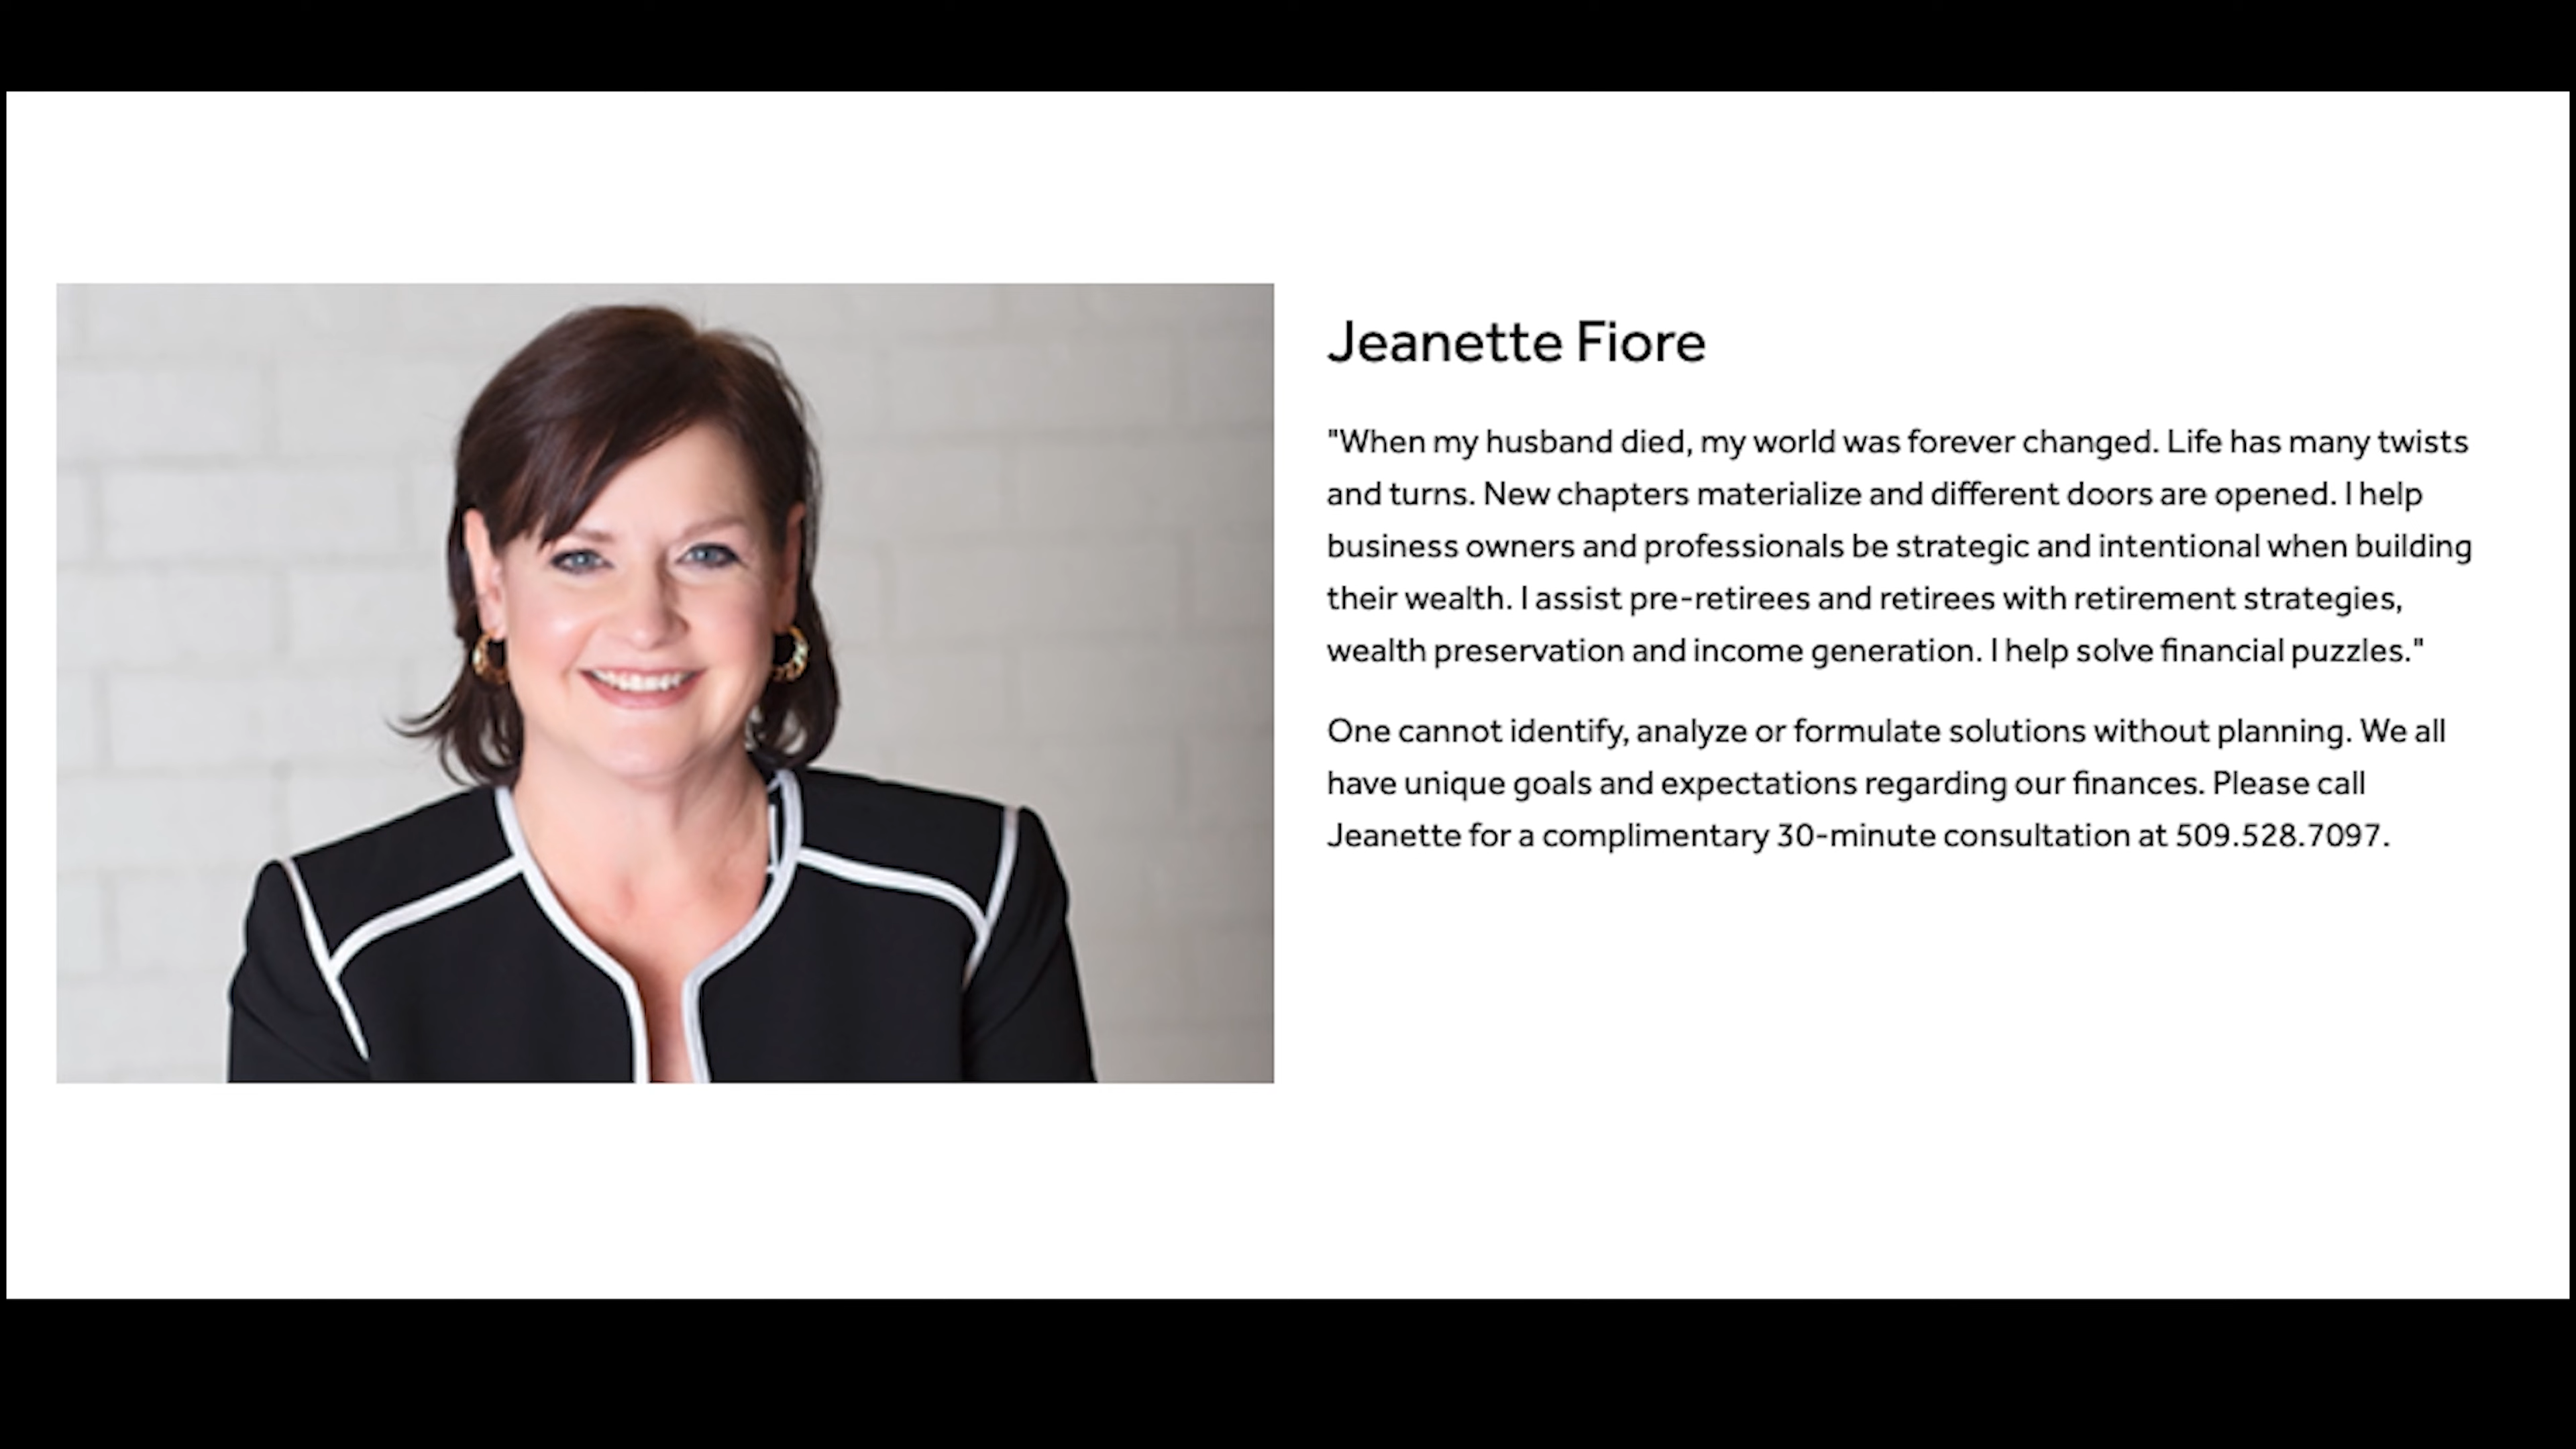 Jeanette Fiore
"When my husband died, my world was forever changed. Life has many twists
and turns. New chapters materialize and different doors are opened. I help
business owners and professionals be strategic and intentional when building
their wealth. I assist pre-retirees and retirees with retirement strategies,
wealth preservation and income generation. I help solve financial puzzles."
One cannot identify, analyze or formulate solutions without planning. We all
have unique goals and expectations regarding our finances. Please call
Jeanette for a complimentary 30-minute consultation at 509.528.7097.